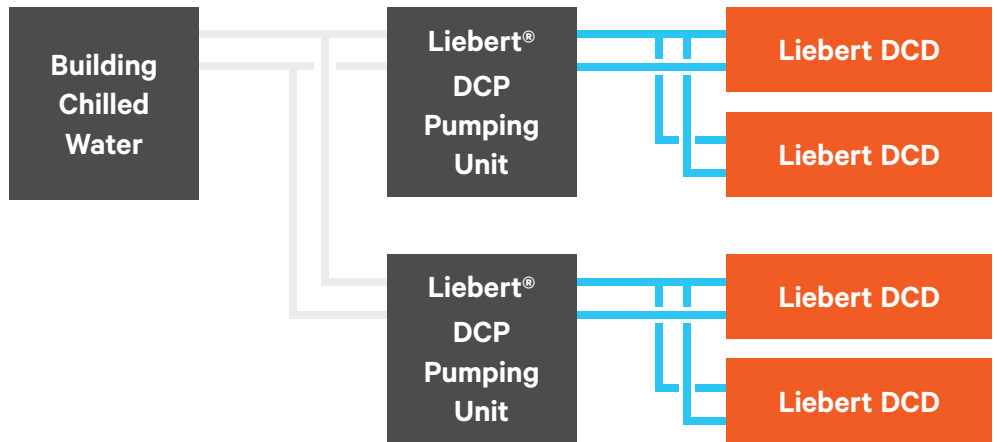 Building
Chilled
Water
Liebert®
DCP
Pumping
Unit
Liebert DCD
Liebert DCD
Liebert®
DCP
Pumping
Unit
Liebert DCD
Liebert DCD